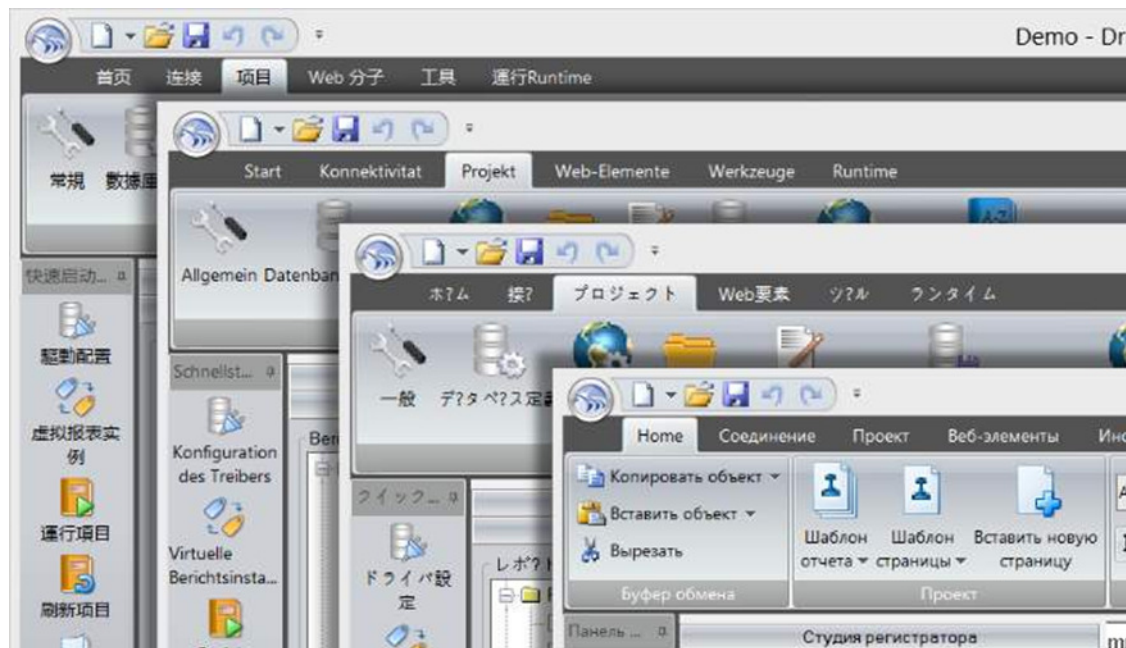 Demo - Dr
首页 连接 项目 Web 分子 工具 運行Runtime
常規 數據庫
快速启动...
驅動配置
虚拟报表实
例
運行項目
刷新项目
Start Konnektivitat Projekt Web-Elemente Werkzeuge Runtime
Allgemein Datenban
Schnellst...
Konfiguration
des Treibers
Virtuelle
Berichtsinsta...
Beri
ホ?ム 接? プロジェクト Web要素 ツ?ル ランタイム
一般 デ?タ ベ?ス定
クイック...
ドライバ設
定
レポ?
Home Соединение Проект Веб-элементы Инс
Копировать объект
Вставить объект
Вырезать
Буфер обмена
Шаблон
отчета
Шаблон
страницы
Вставить новую
страницу
Проект
Панель ...
Студия регистратора